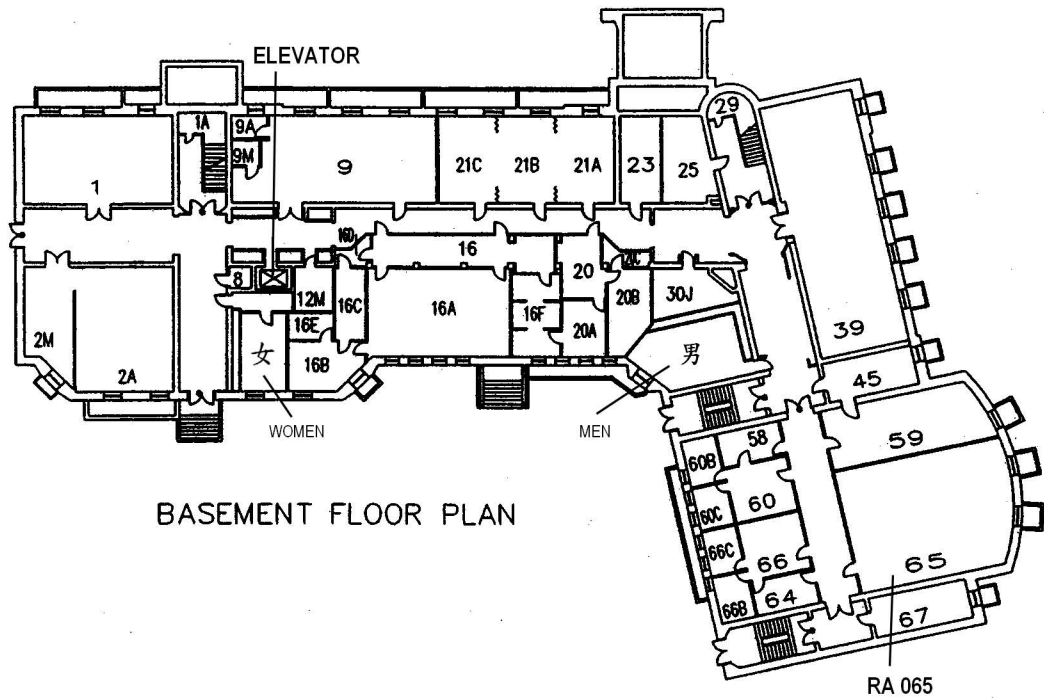 ELEVATOR
1A
9A
9M
1
9
21C
21B
21A
23
25
29
16D
16
20
20C
8
12M
16C
16A
16F
20B
30J
39
16E
20A
2M
2A
女
16B
男
45
WOMEN
MEN
58
59
60B
60
60C
BASEMENT FLOOR PLAN
66C
66
65
66B
64
67
RA 065